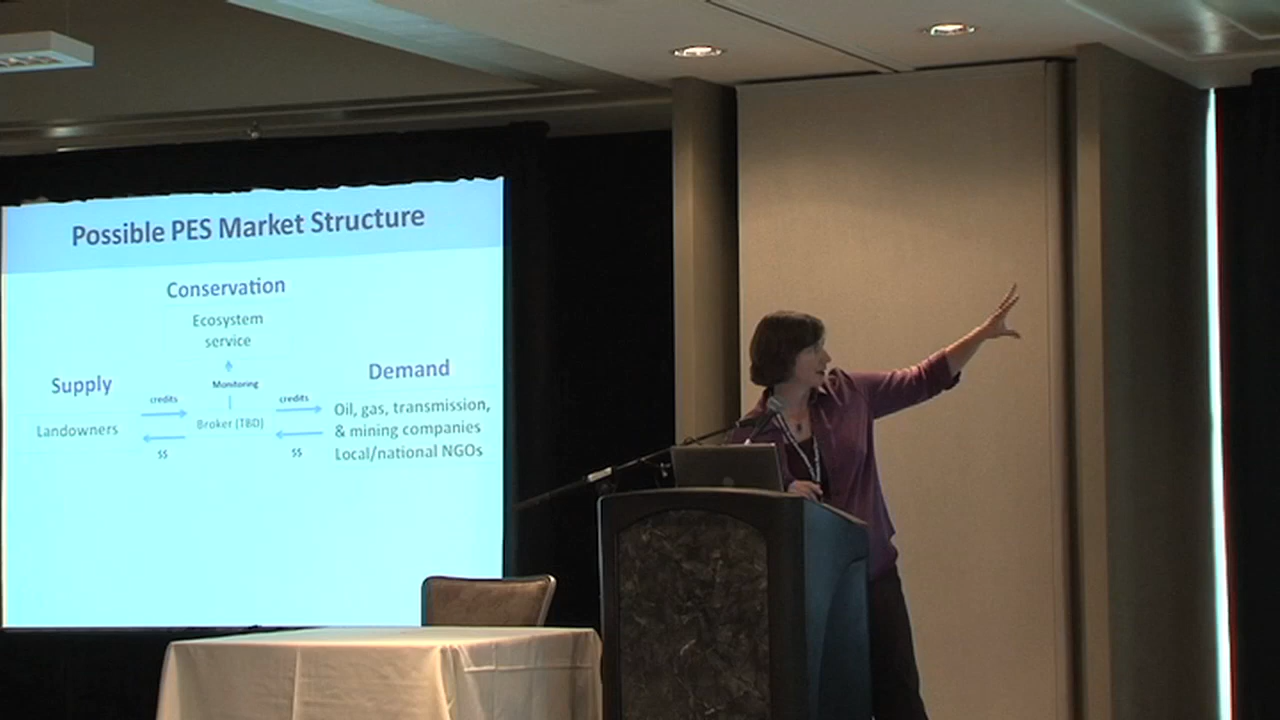 Possible PES Market Structure
Conservation
Ecosystem
service
Monitoring
Supply
Landowners
credits
$$
Broker (TBD)
credits
$$
Demand
Oil, gas, transmission,
& mining companies
Local/national NGOs